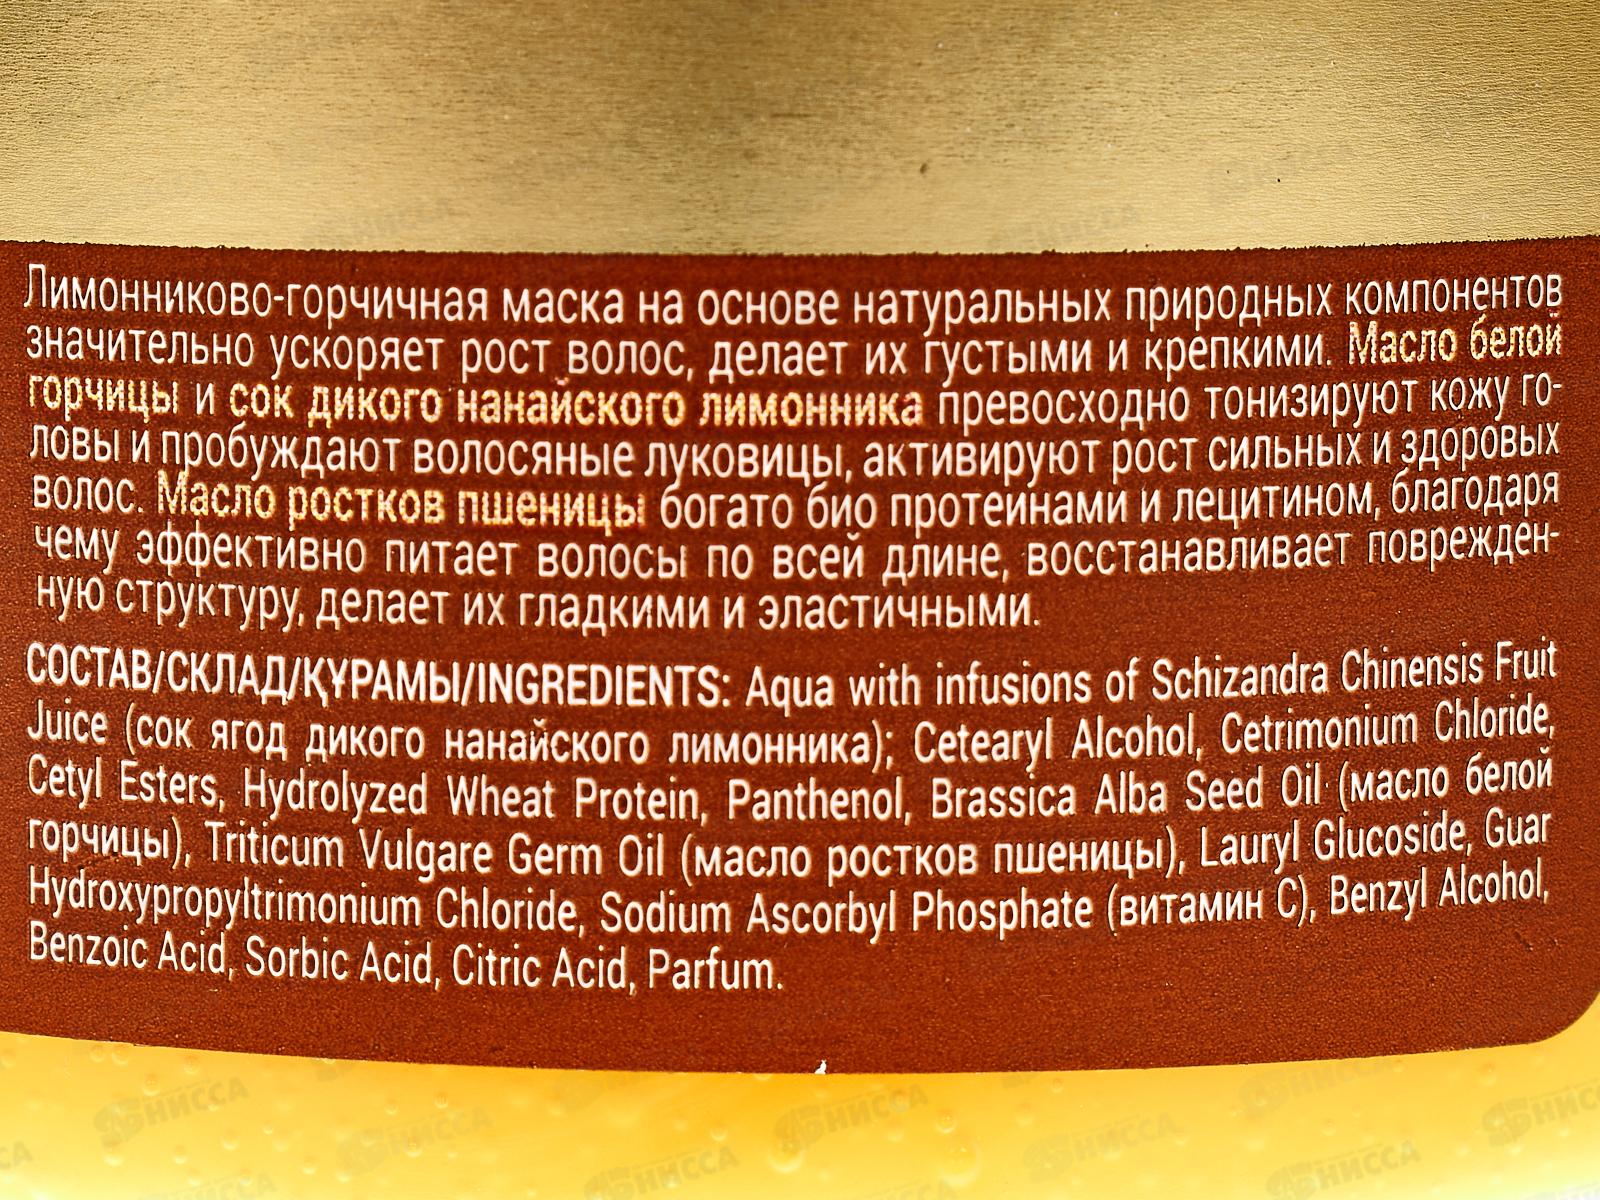 Лимонниково-горчичная маска на основе натуральных природных компонентов
значительно ускоряет рост волос, делает их густыми и крепкими. Масло белой
горчицы и сок дикого нанайского лимонника превосходно тонизируют кожу го-
ловы и пробуждают волосяные луковицы, активируют рост сильных и здоровых
волос. Масло ростков пшеницы богато био протеинами и лецитином, благодаря
чему эффективно питает волосы по всей длине, восстанавливает поврежден-
ную структуру, делает их гладкими и эластичными.
СОСТАВ/СКЛАД/ҚҰРАМЫ/INGREDIENTS: Aqua with infusions of Schizandra Chinensis Fruit
Juice (сок ягод дикого нанайского лимонника); Cetearyl Alcohol, Cetrimonium Chloride,
Cetyl Esters, Hydrolyzed Wheat Protein, Panthenol, Brassica Alba Seed Oil (масло белой
горчицы), Triticum Vulgare Germ Oil (масло ростков пшеницы), Lauryl Glucoside, Guar
Hydroxypropyltrimonium Chloride, Sodium Ascorbyl Phosphate (витамин С), Benzyl Alcohol,
Benzoic Acid, Sorbic Acid, Citric Acid, Parfum.
НИССА
НИССА
НИССА
НИССА
НИССА
НИССА